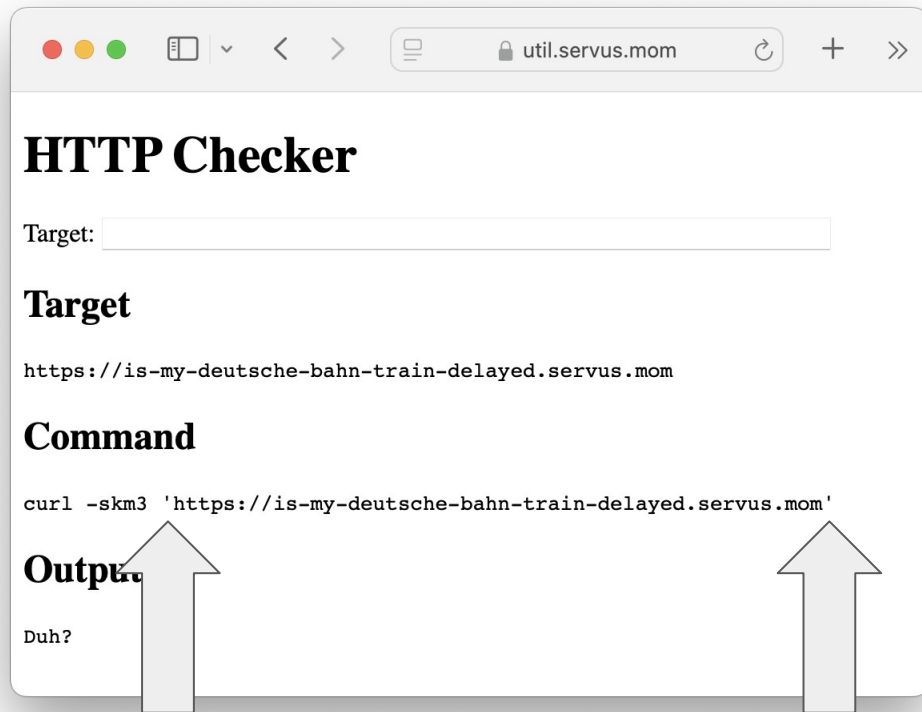 util.servus.mom
HTTP Checker
Target:
Target
https://is-my-deutsche-bahn-train-delayed.servus.mom
Command
curl -skm3 'https://is-my-deutsche-bahn-train-delayed.servus.mom'
Output
Duh?